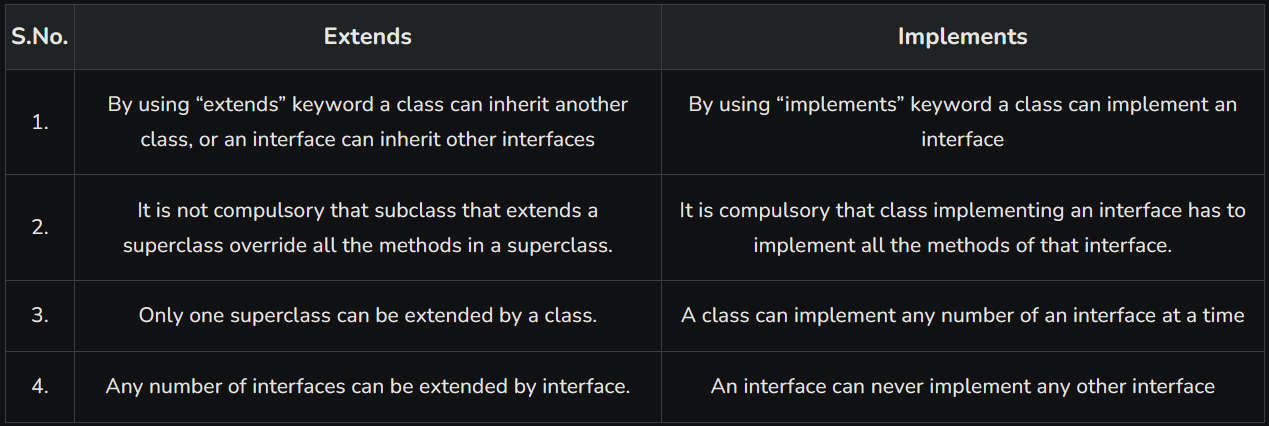 S.No. Extends Implements
1.
By using “extends” keyword a class can inherit another
class, or an interface can inherit other interfaces
By using “implements” keyword a class can implement an
interface
2.
It is not compulsory that subclass that extends a
superclass override all the methods in a superclass.
It is compulsory that class implementing an interface has to
implement all the methods of that interface.
3.
Only one superclass can be extended by a class.
A class can implement any number of an interface at a time
4.
Any number of interfaces can be extended by interface.
An interface can never implement any other interface